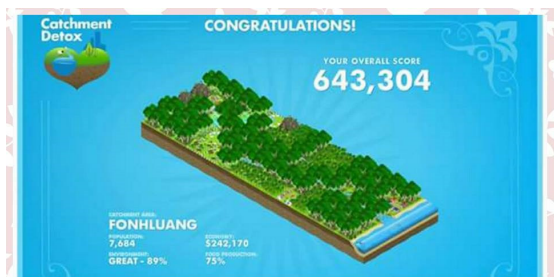 Catchment
Detox
CONGRATULATIONS!
YOUR OVERALL SCORE
643,304
CATCHMENT AREA:
FONHLUANG
POPULATION:
7,684
ECONOMY:
$242,170
ENVIRONMENT:
GREAT - 89%
FOOD PRODUCTION:
75%